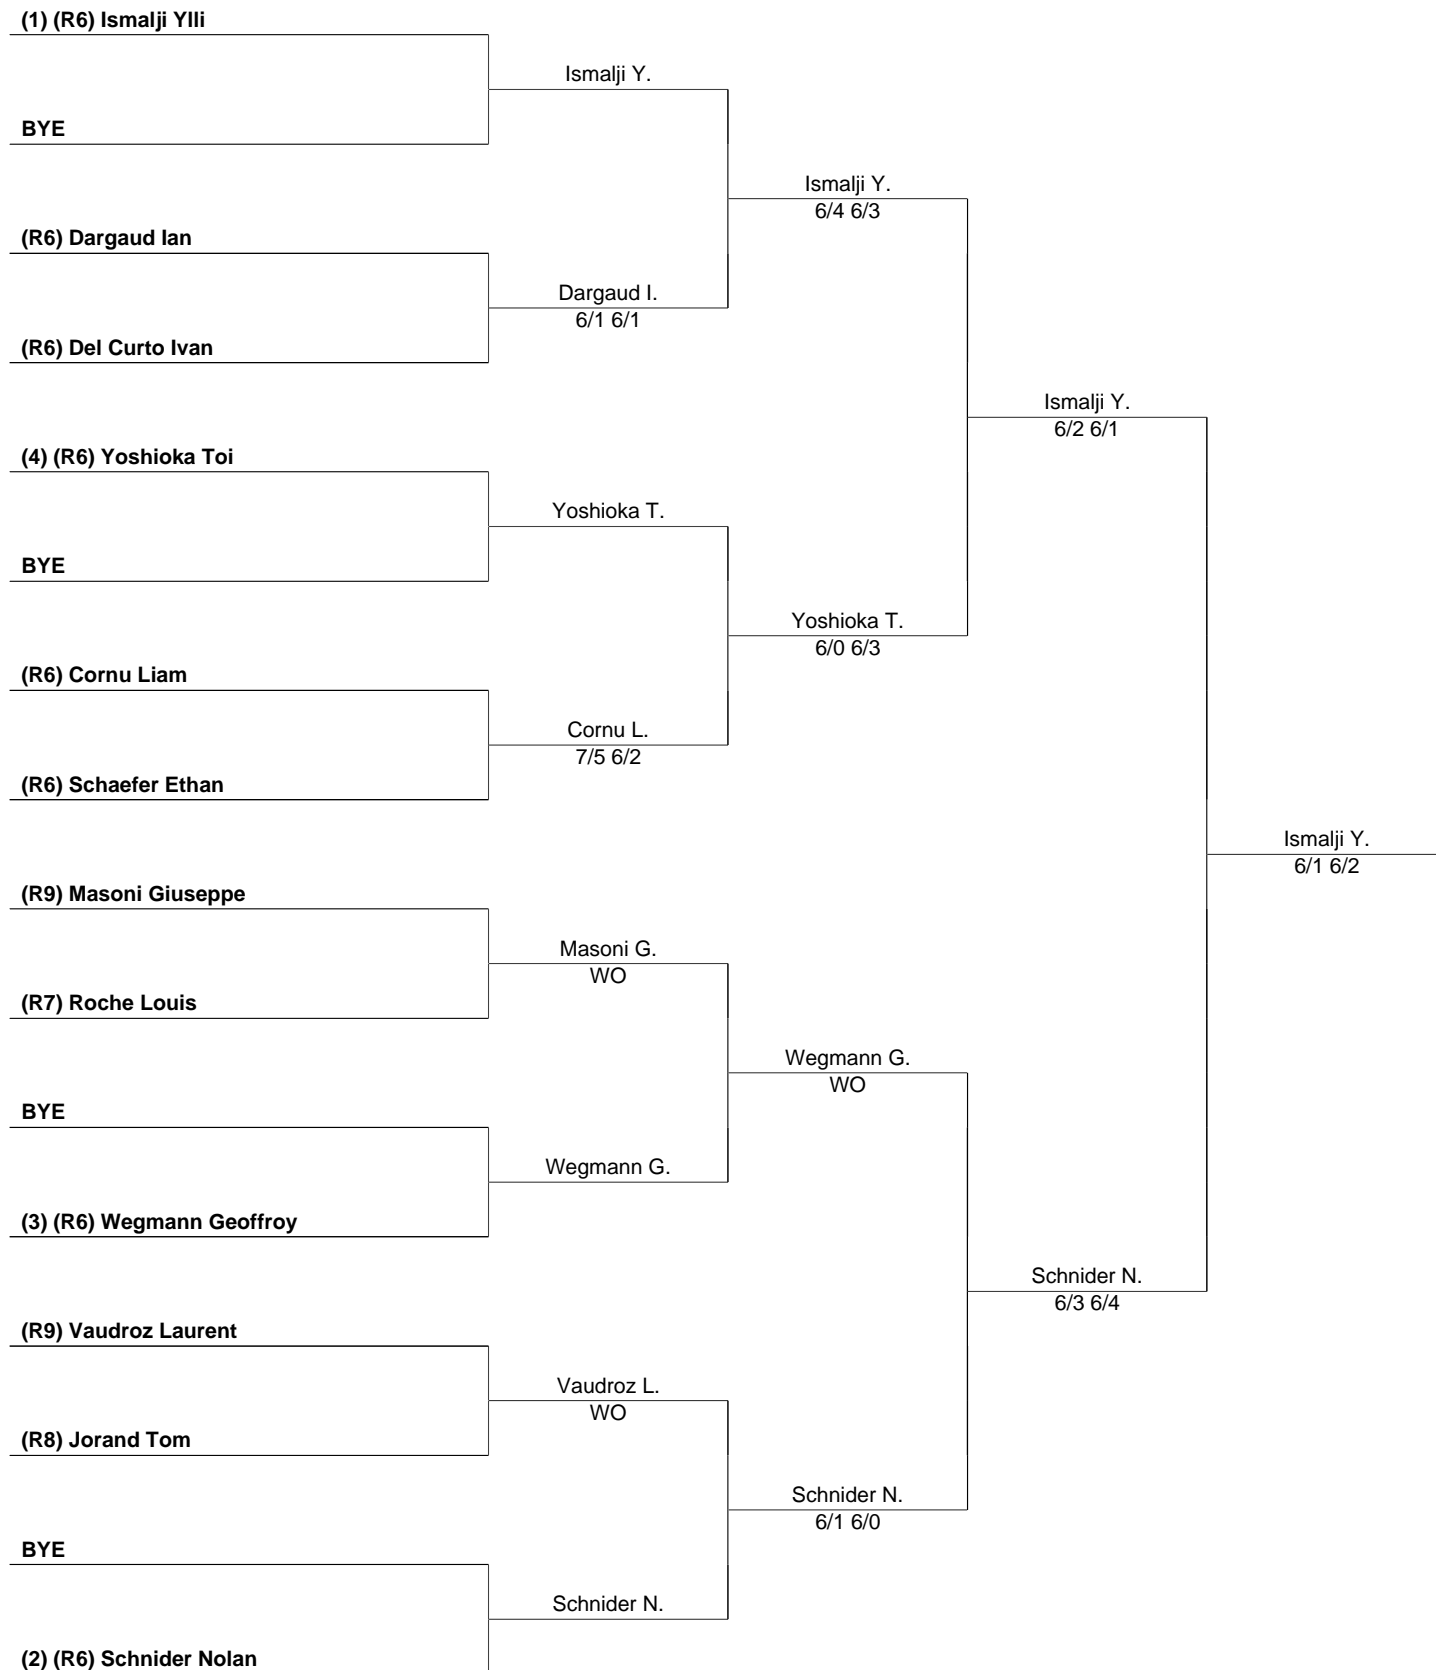 (1) (R6) Ismalji Ylli
Ismalji Y.
BYE
Ismalji Y.
6/4 6/3
(R6) Dargaud Ian
Dargaud I.
6/1 6/1
(R6) Del Curto Ivan
Ismalji Y.
6/2 6/1
(4) (R6) Yoshioka Toi
Yoshioka T.
BYE
Yoshioka T.
6/0 6/3
(R6) Cornu Liam
Cornu L.
7/5 6/2
(R6) Schaefer Ethan
Ismalji Y.
6/1 6/2
(R9) Masoni Giuseppe
Masoni G.
WO
(R7) Roche Louis
Wegmann G.
WO
BYE
Wegmann G.
(3) (R6) Wegmann Geoffroy
Schnider N.
6/3 6/4
(R9) Vaudroz Laurent
Vaudroz L.
WO
(R8) Jorand Tom
Schnider N.
6/1 6/0
BYE
Schnider N.
(2) (R6) Schnider Nolan